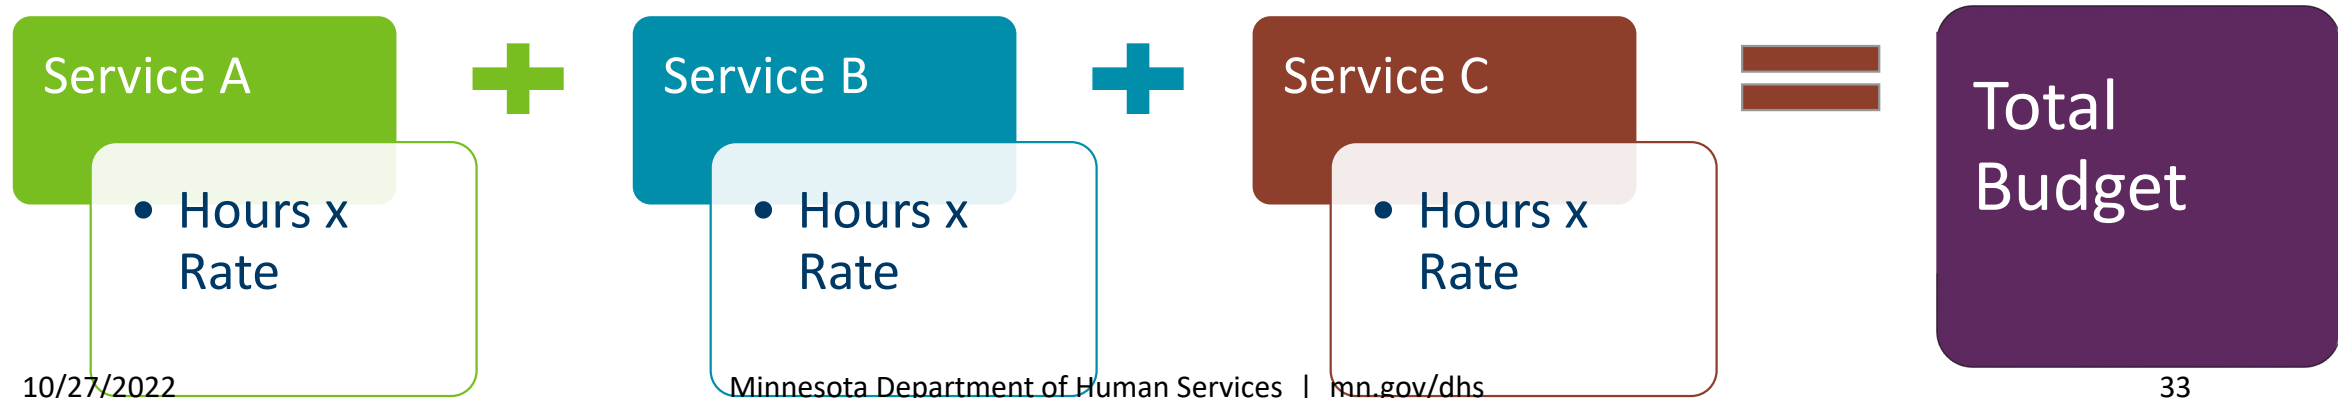 Service A
• Hours x
Rate
Service B
• Hours x
Rate
Service C
• Hours x
Rate
Total
Budget
10/27/2022
Minnesota Department of Human Services | mn.gov/dhs
33